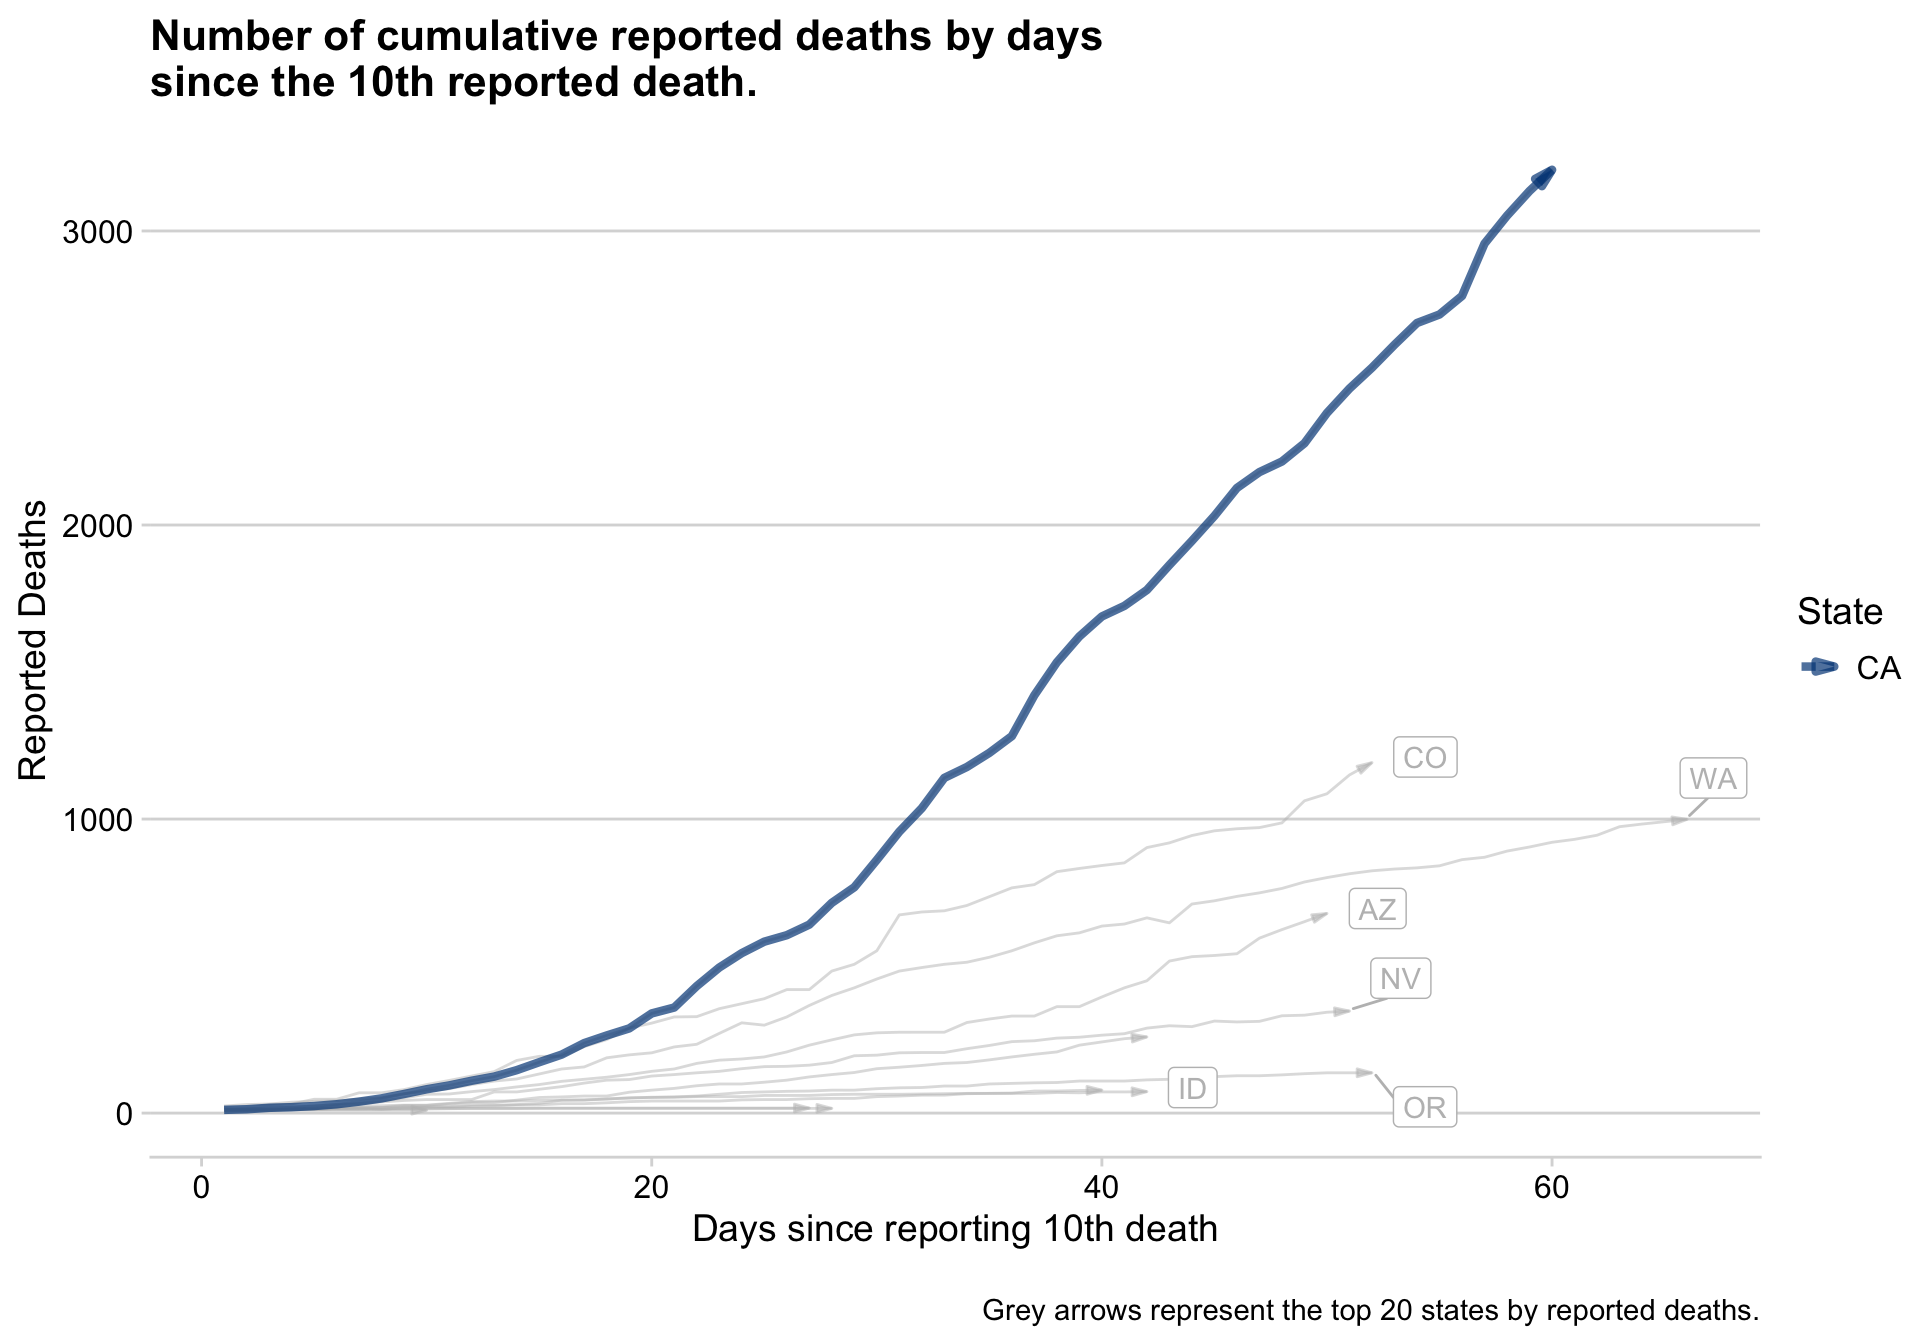 Number of cumulative reported deaths by days
since the 10th reported death.
3000
2000
1000
0
Reported Deaths
CO
WA
AZ
NV
ID
OR
State
CA
0 20 40 60
Days since reporting 10th death
Grey arrows represent the top 20 states by reported deaths.